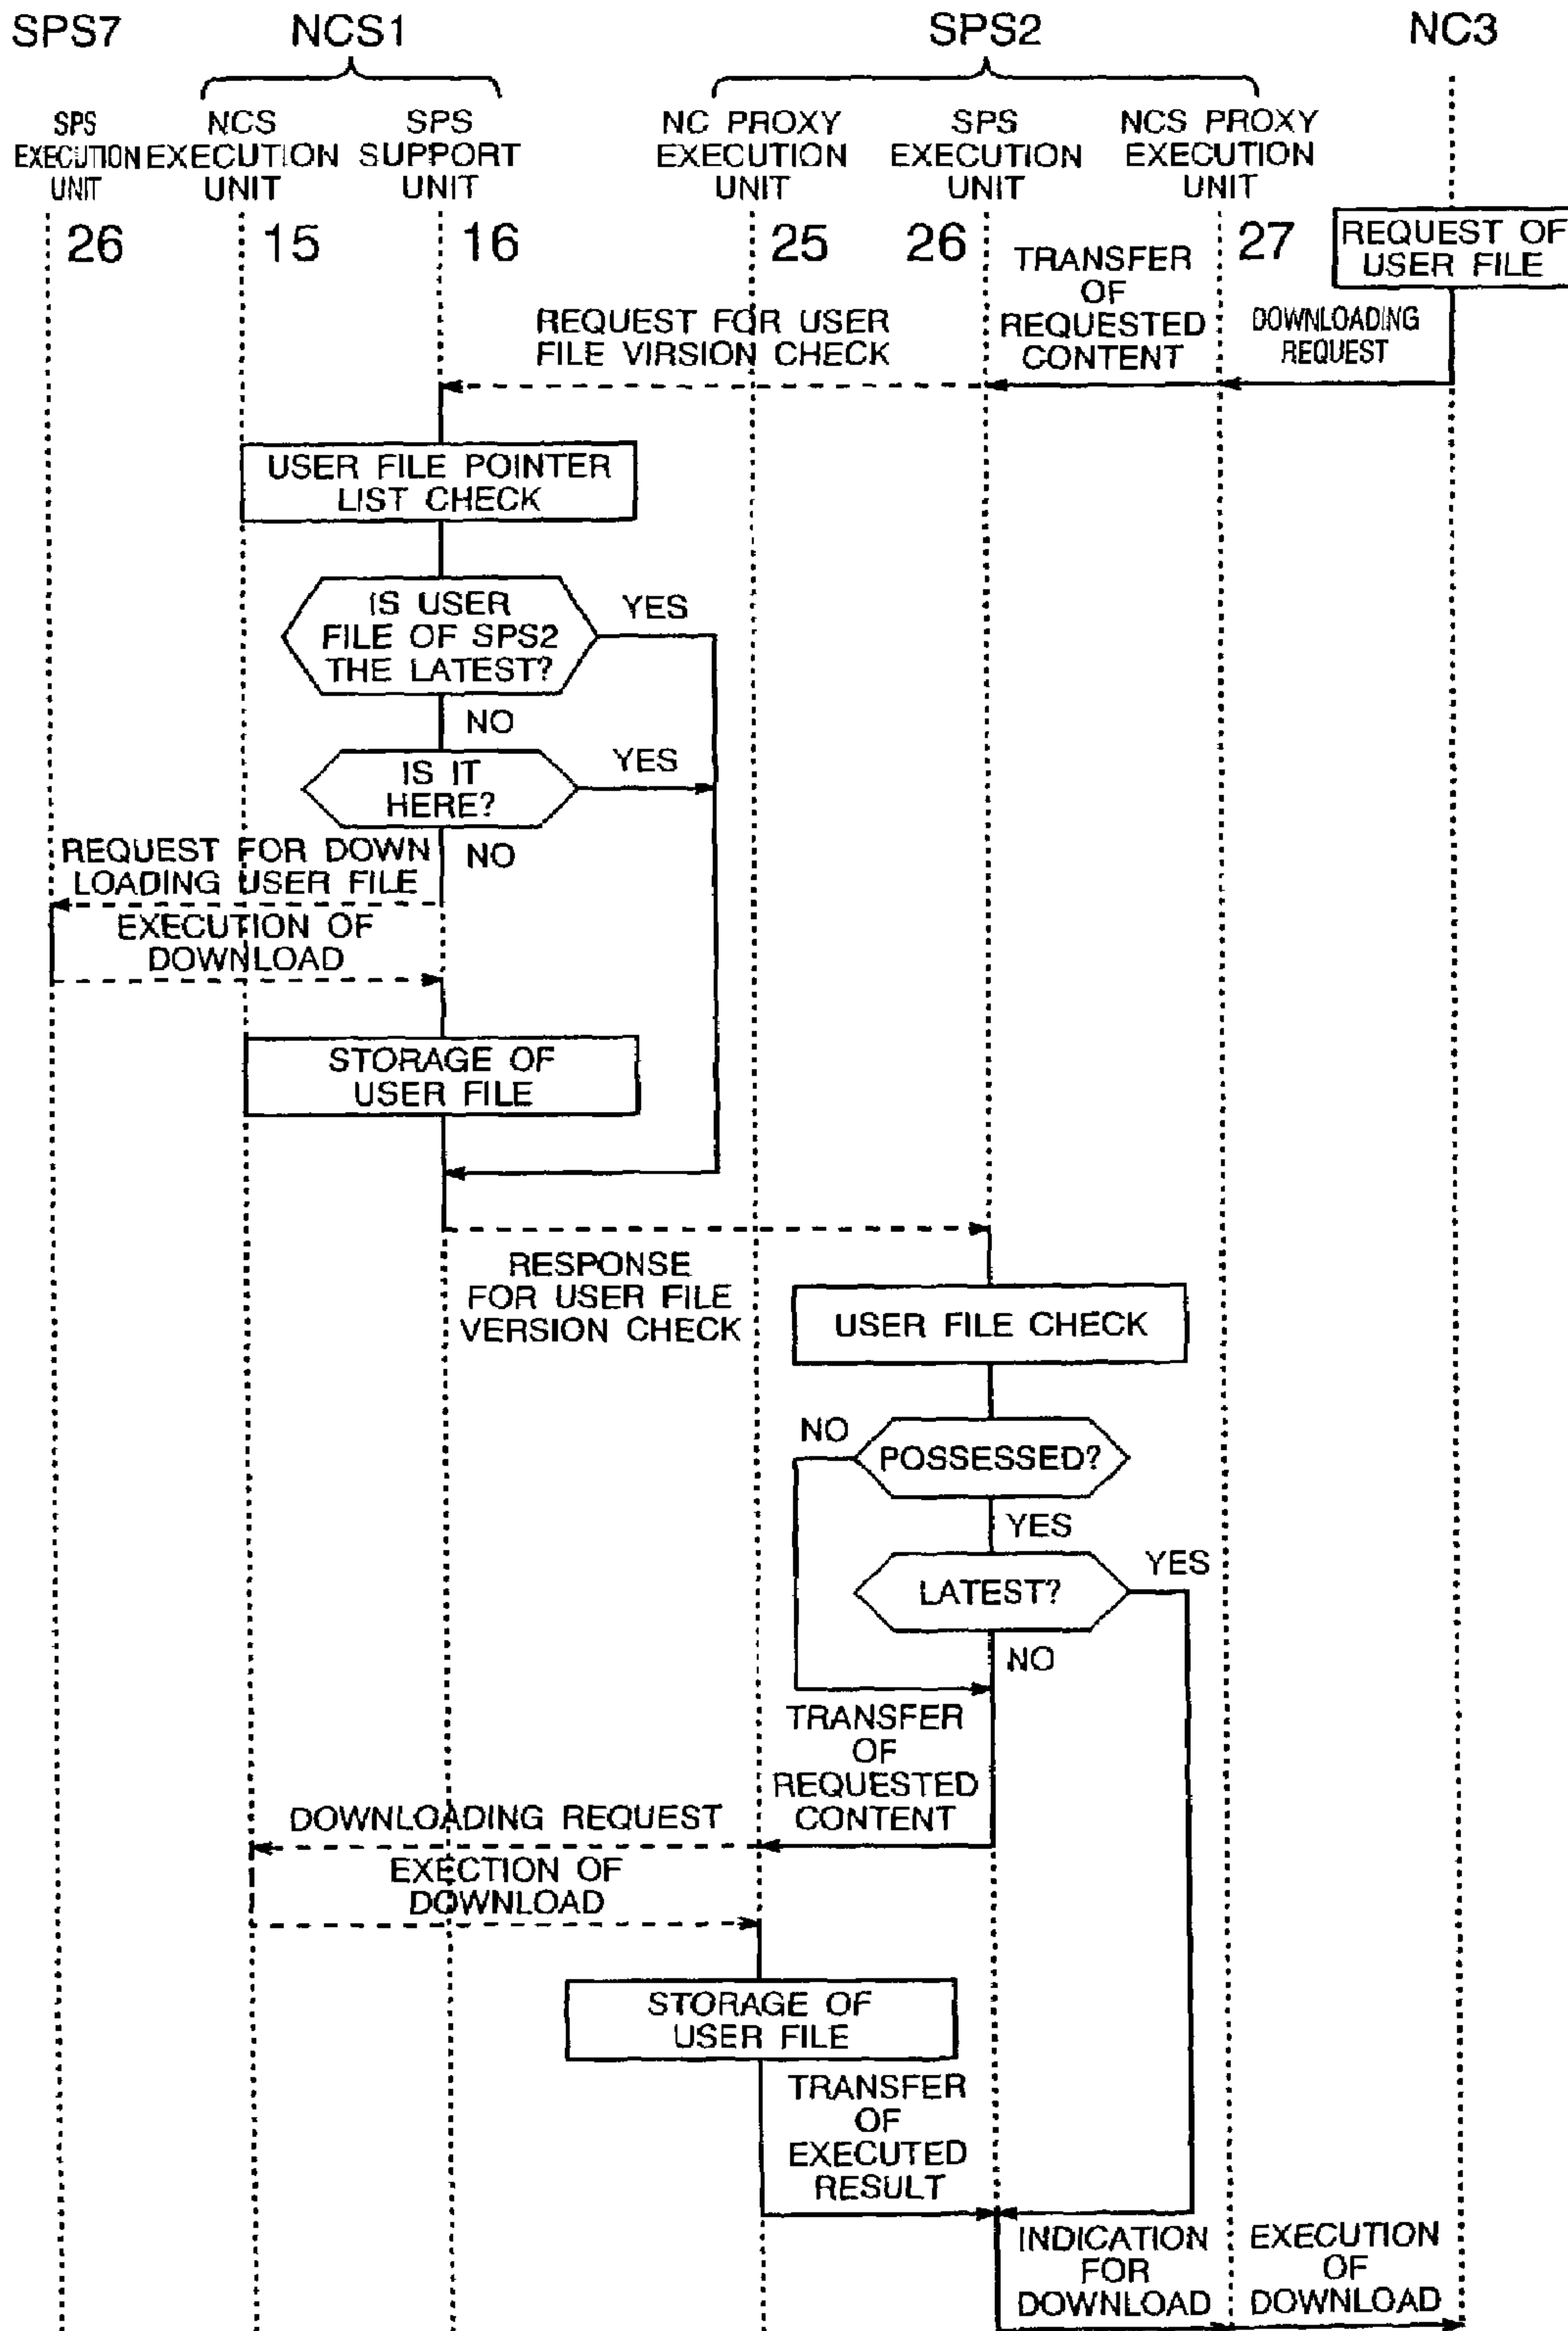 SPS7 NCS1 SPS2 NC3
SPS
EXECUTION
UNIT
NCS
EXECUTION
UNIT
SPS
SUPPORT
UNIT
NC PROXY
EXECUTION
UNIT
SPS
EXECUTION
UNIT
NCS PROXY
EXECUTION
UNIT
26 15 16 25 26 27
REQUEST OF
USER FILE
DOWNLOADING
REQUEST
TRANSFER
OF
REQUESTED
CONTENT
REQUEST FOR USER
FILE VIRSION CHECK
USER FILE POINTER
LIST CHECK
IS USER
FILE OF SPS2
THE LATEST?
YES
NO
IS IT
HERE?
YES
NO
REQUEST FOR DOWN
LOADING USER FILE
EXECUTION OF
DOWNLOAD
STORAGE OF
USER FILE
RESPONSE
FOR USER FILE
VERSION CHECK
USER FILE CHECK
NO
POSSESSED?
YES
LATEST?
YES
NO
TRANSFER
OF
REQUESTED
CONTENT
DOWNLOADING REQUEST
EXECTION OF
DOWNLOAD
STORAGE OF
USER FILE
TRANSFER
OF
EXECUTED
RESULT
INDICATION
FOR
DOWNLOAD
EXECUTION
OF
DOWNLOAD